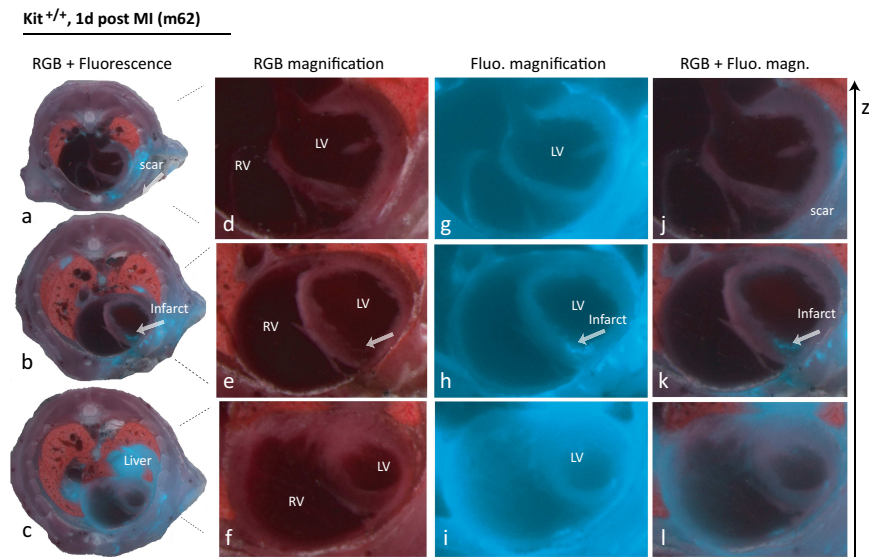 Kit +/+, 1d post MI (m62)
RGB + Fluorescence
RGB magnification
Fluo. magnification
RGB + Fluo. magn.
Z
scar
a
RV
LV
d
LV
g
scar
j
Infarct
b
RV
LV
e
LV
Infarct
h
Infarct
k
Liver
c
RV
LV
f
LV
i
l